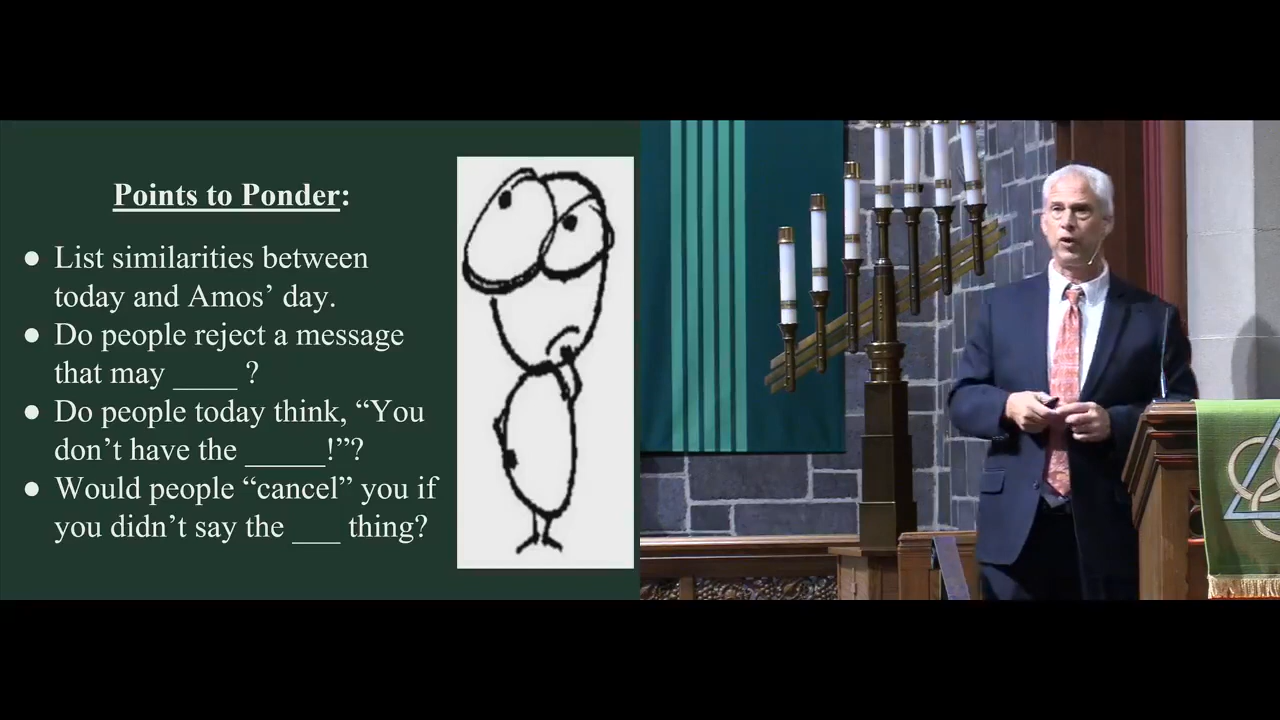 Points to Ponder:
● List similarities between
today and Amos’ day.
● Do people reject a message
that may ____ ?
● Do people today think, “You
don’t have the _____!”?
● Would people “cancel” you if
you didn’t say the ___ thing?